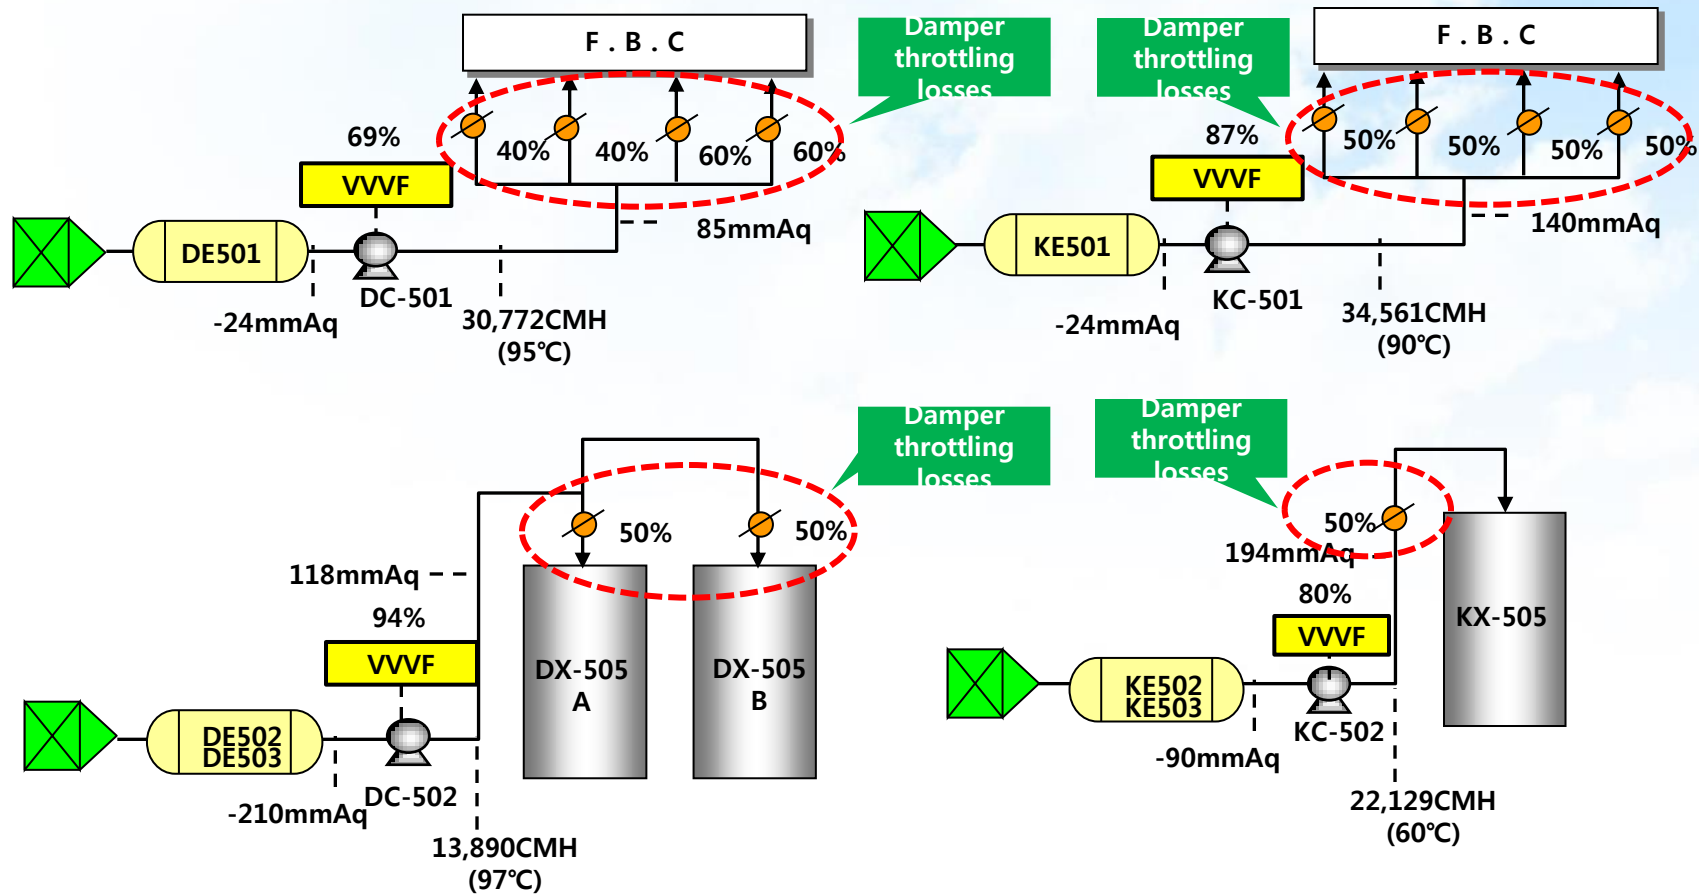 F . B . C
Damper
throttling
losses
69%
40%
40%
60%
60%
VVVF
85mmAq
DE501
DC-501
-24mmAq
30,772CMH
(95℃)
F . B . C
Damper
throttling
losses
87%
50%
50%
50%
50%
VVVF
140mmAq
KE501
KC-501
-24mmAq
34,561CMH
(90℃)
Damper
throttling
losses
50%
50%
118mmAq
94%
VVVF
DX-505
A
DX-505
B
DE502
DE503
DC-502
-210mmAq
13,890CMH
(97℃)
Damper
throttling
losses
50%
194mmAq
80%
VVVF
KX-505
KE502
KE503
KC-502
-90mmAq
22,129CMH
(60℃)